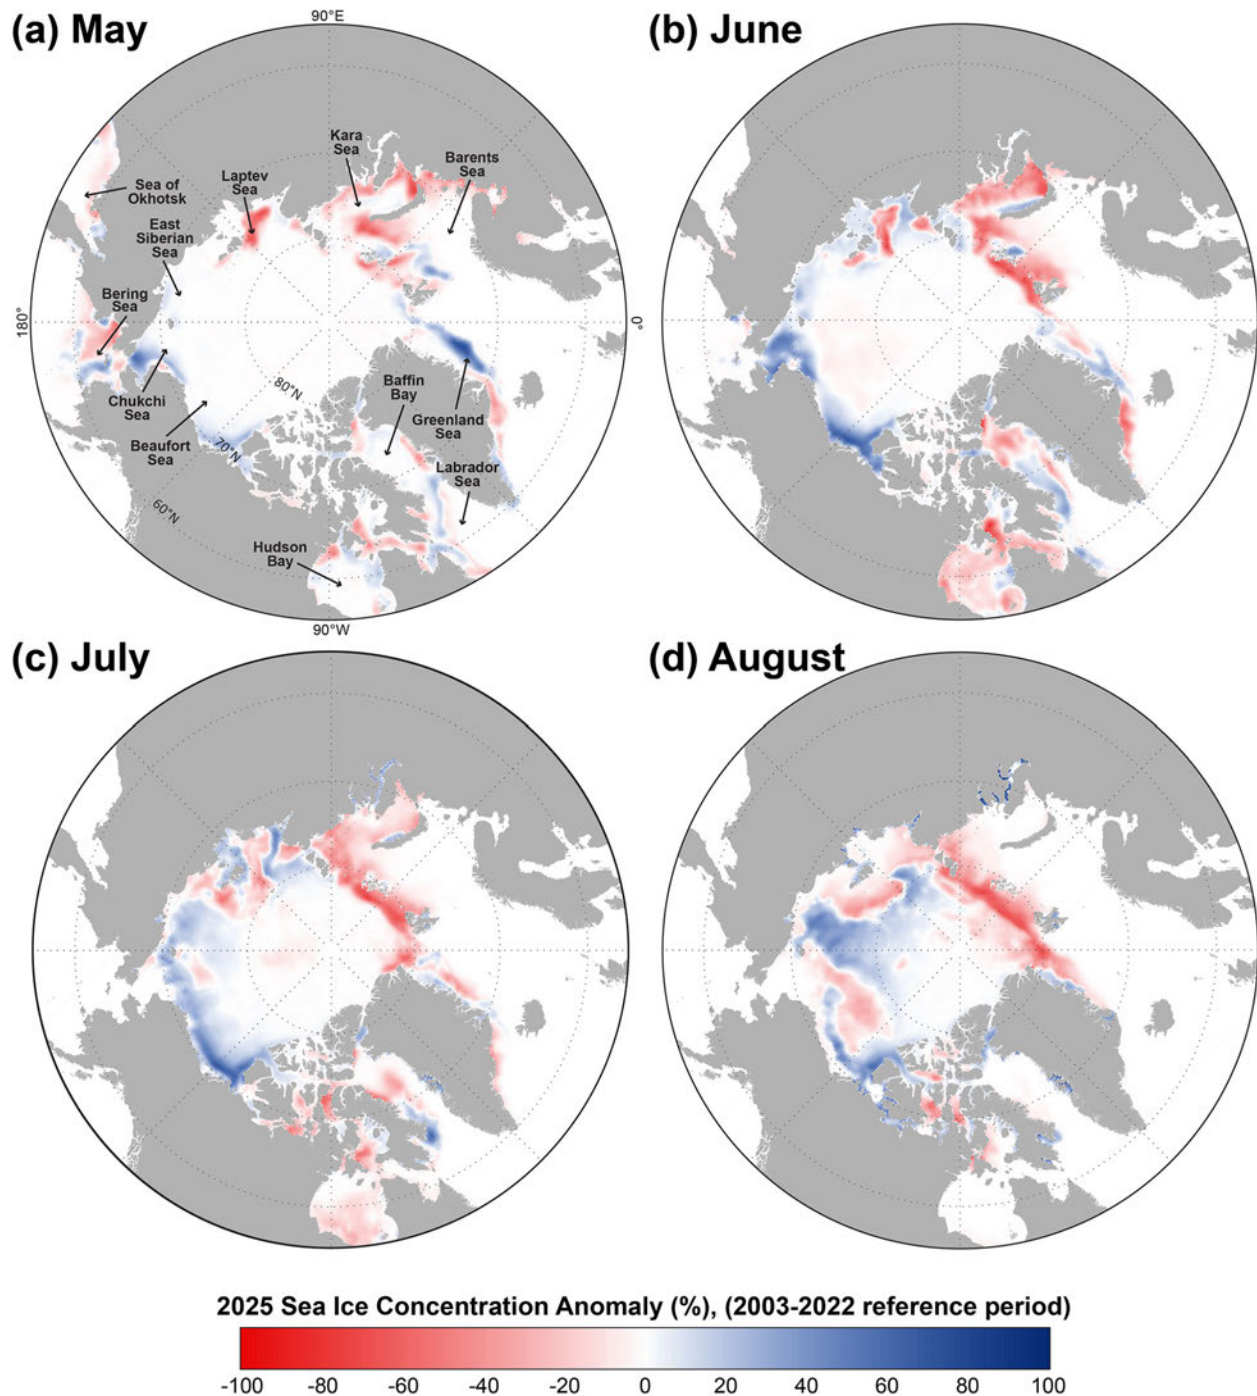 (a) May
90°E
(b) June
Kara
Sea
Barents
Sea
Laptev
Sea
Sea of
Okhotsk
East
Siberian
Sea
Bering
Sea
180°
0°
80°N
Baffin
Bay
Chukchi
Sea
Greenland
Sea
Beaufort
Sea
70°N
Labrador
Sea
60°N
Hudson
Bay
90°W
(c) July
(d) August
2025 Sea Ice Concentration Anomaly (%), (2003-2022 reference period)
-100 -80 -60 -40 -20 0 20 40 60 80 100